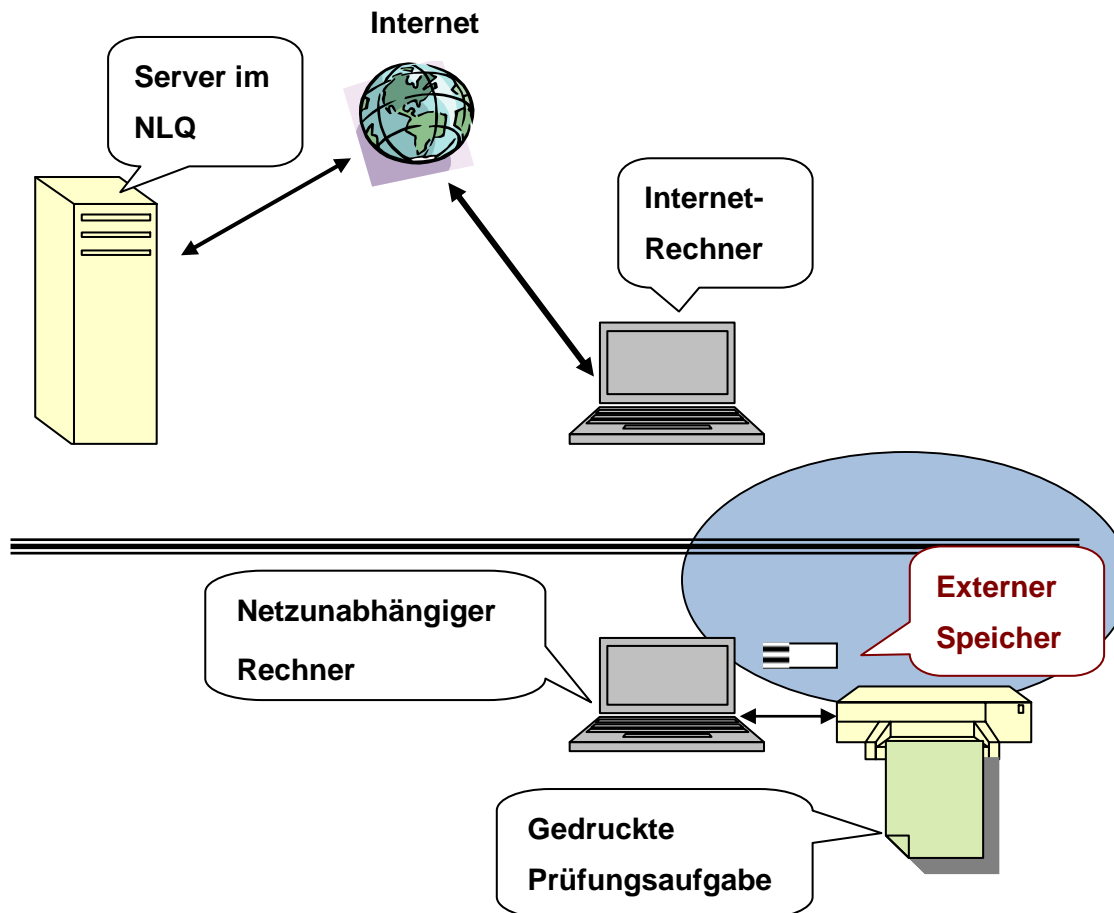 Internet
Server im
NLQ
Internet-
Rechner
Netzunabhängiger
Rechner
Externer
Speicher
Gedruckte
Prüfungsaufgabe